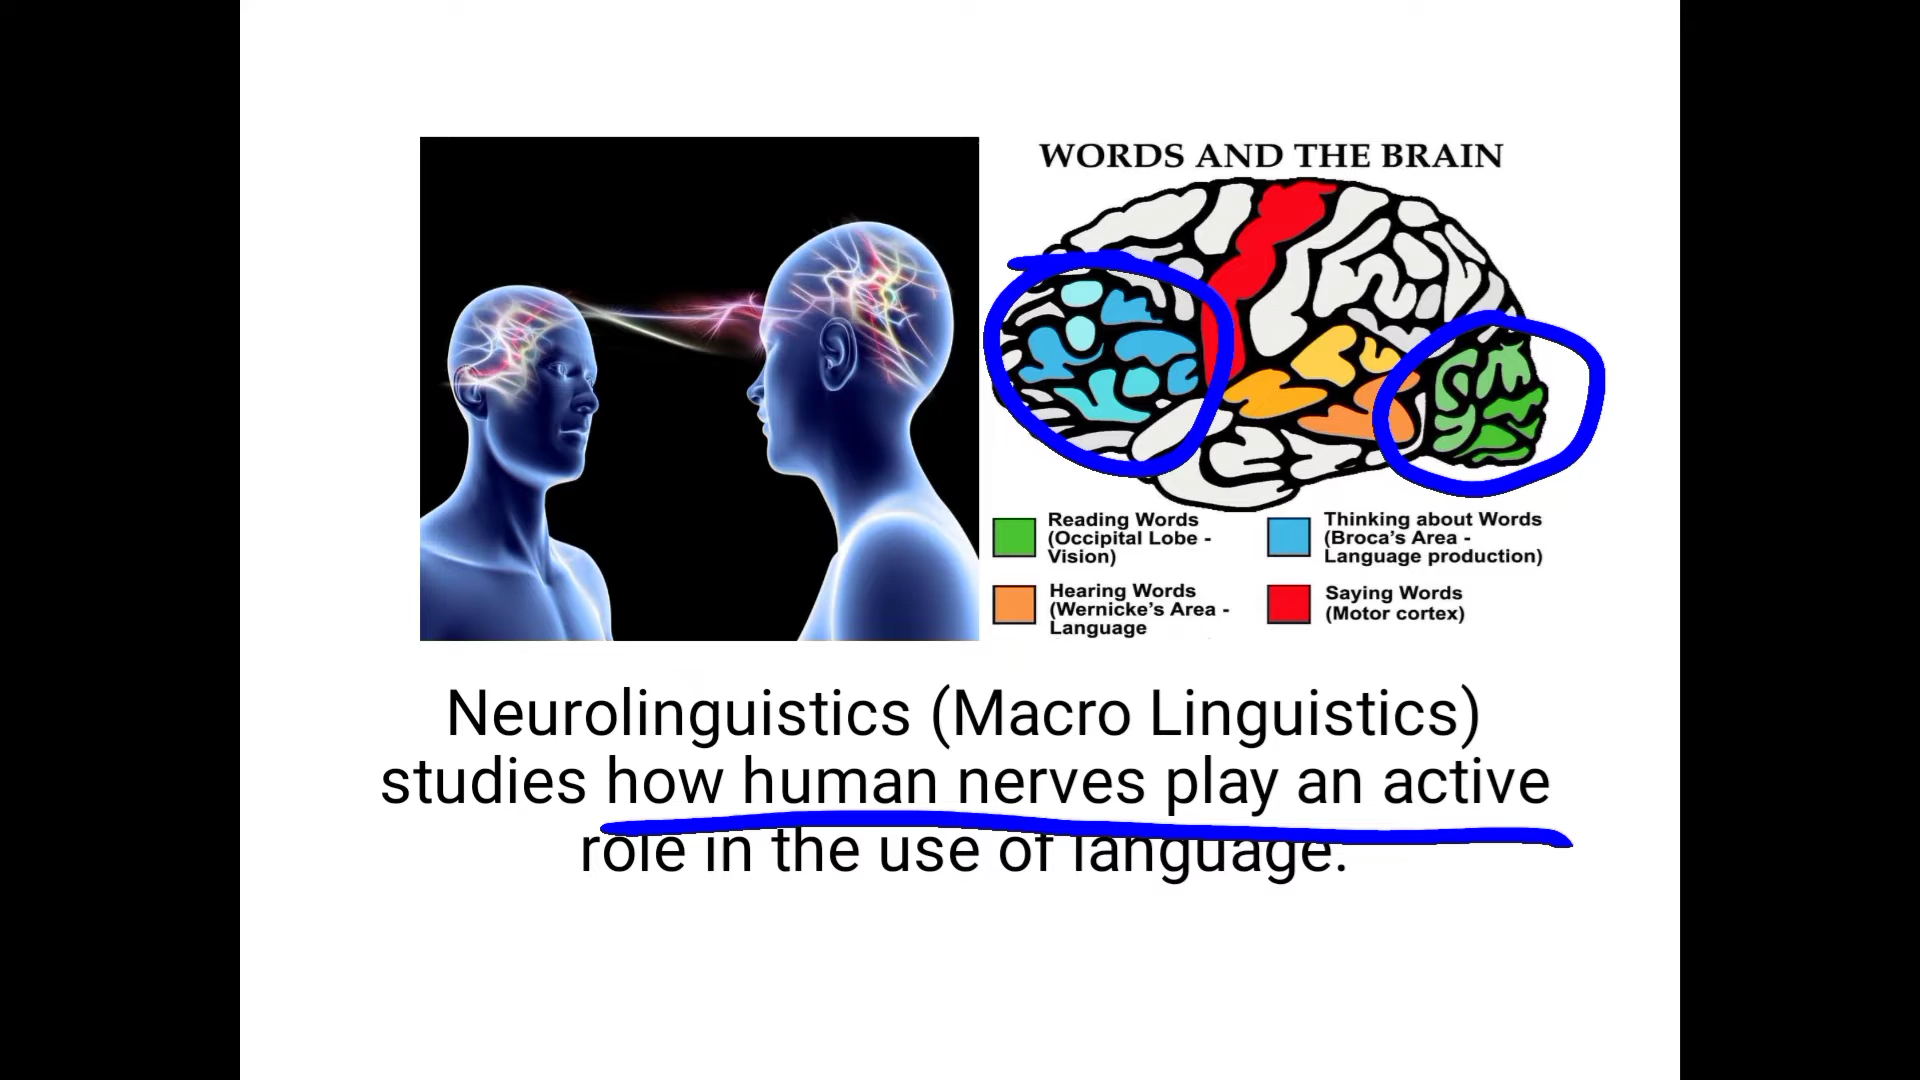 WORDS AND THE BRAIN
Reading Words
(Occipital Lobe -
Vision)
Thinking about Words
(Broca's Area -
Language production)
Hearing Words
(Wernicke's Area -
Language
Saying Words
(Motor cortex)
Neurolinguistics (Macro Linguistics)
studies how human nerves play an active
role in the use of language.